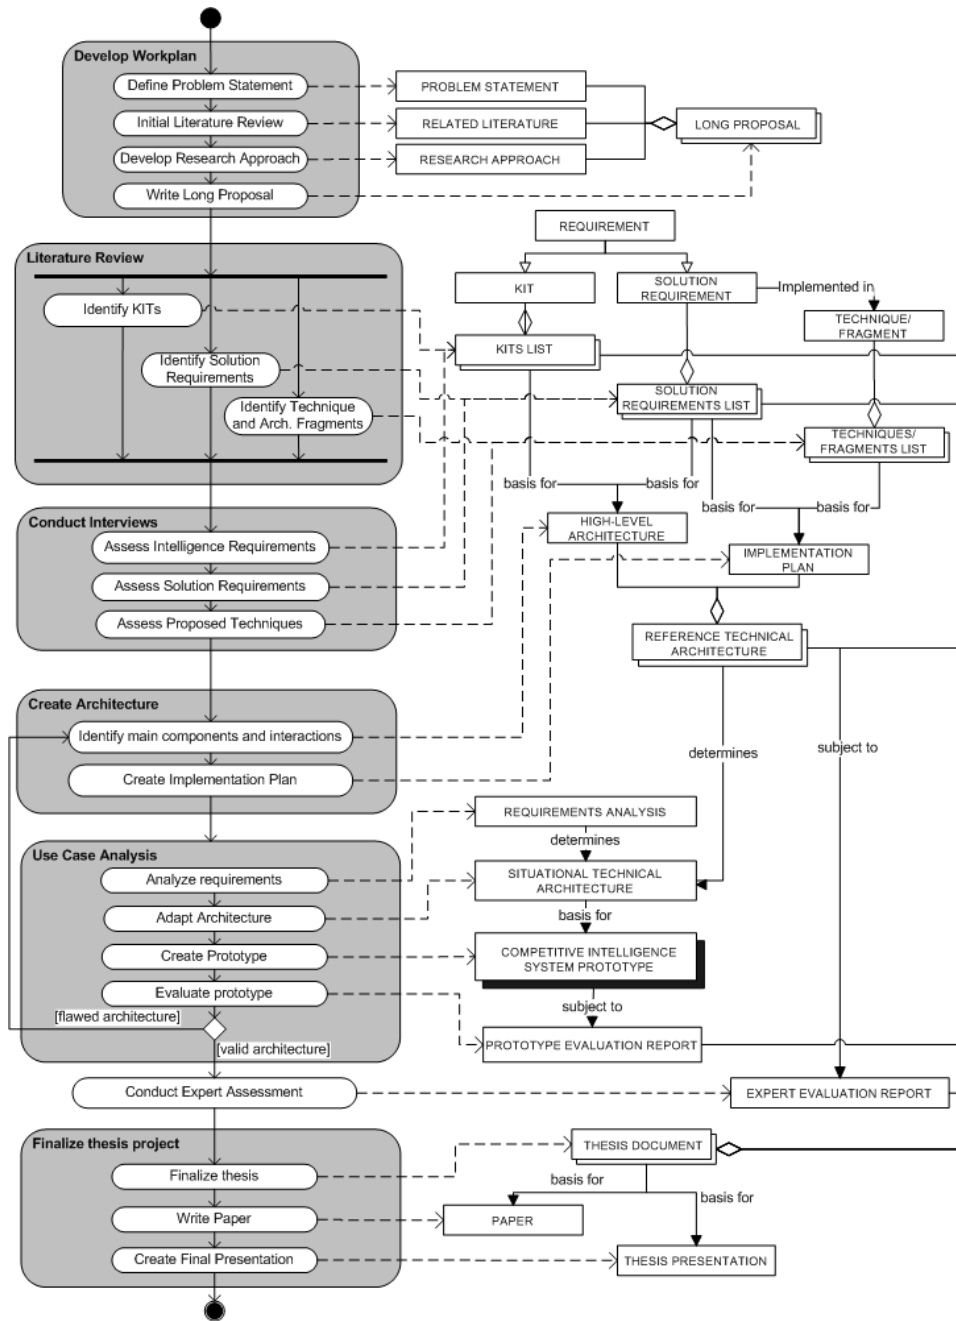 Develop Workplan
Define Problem Statement
PROBLEM STATEMENT
Initial Literature Review
RELATED LITERATURE
LONG PROPOSAL
Develop Research Approach
RESEARCH APPROACH
Write Long Proposal
REQUIREMENT
Literature Review
KIT
SOLUTION
REQUIREMENT
Implemented in
Identify KITs
TECHNIQUE/
FRAGMENT
KITS LIST
Identify Solution
Requirements
SOLUTION
REQUIREMENTS LIST
Identify Technique
and Arch. Fragments
TECHNIQUES/
FRAGMENTS LIST
basis for
basis for
basis for
basis for
Conduct Interviews
HIGH-LEVEL
ARCHITECTURE
Assess Intelligence Requirements
IMPLEMENTATION
PLAN
Assess Solution Requirements
Assess Proposed Techniques
REFERENCE TECHNICAL
ARCHITECTURE
Create Architecture
Identify main components and interactions
determines
subject to
Create Implementation Plan
REQUIREMENTS ANALYSIS
determines
Use Case Analysis
Analyze requirements
SITUATIONAL TECHNICAL
ARCHITECTURE
Adapt Architecture
basis for
Create Prototype
COMPETITIVE INTELLIGENCE
SYSTEM PROTOTYPE
Evaluate prototype
subject to
[flawed architecture]
[valid architecture]
PROTOTYPE EVALUATION REPORT
Conduct Expert Assessment
EXPERT EVALUATION REPORT
Finalize thesis project
THESIS DOCUMENT
Finalize thesis
basis for
basis for
Write Paper
PAPER
Create Final Presentation
THESIS PRESENTATION